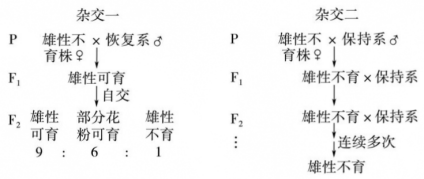 杂交一
P 雄性不 × 恢复系♂
育株♀
F₁ 雄性可育
自交
F₂ 雄性 部分花 雄性
可育 粉可育 不育
9 : 6 : 1
杂交二
P 雄性不 × 保持系♂
育株♀
F₁ 雄性不育 × 保持系
F₂ 雄性不育 × 保持系
⋮ 连续多次
雄性不育